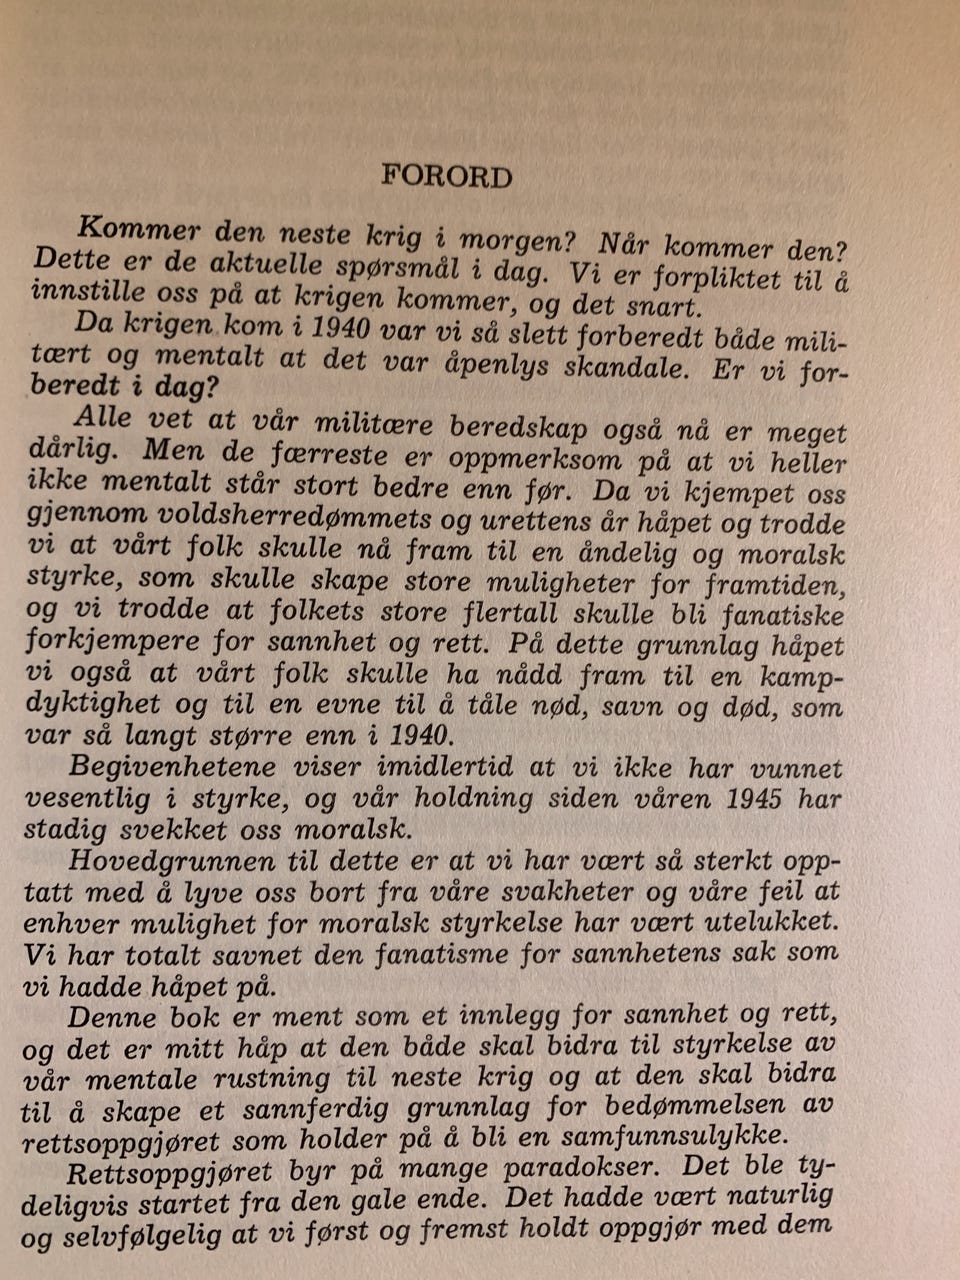 FORORD
Kommer den neste krig i morgen? Når kommer den?
Dette er de aktuelle spørsmål i dag. Vi er forpliktet til å
innstille oss på at krigen kommer, og det snart.
Da krigen kom i 1940 var vi så slett forberedt både mili-
tært og mentalt at det var åpenlys skandale. Er vi for-
beredt i dag?
Alle vet at vår militære beredskap også nå er meget
dårlig. Men de færreste er oppmerksom på at vi heller
ikke mentalt står stort bedre enn før. Da vi kjempet oss
gjennom voldsherredømmets og urettens år håpet og trodde
vi at vårt folk skulle nå fram til en åndelig og moralsk
styrke, som skulle skape store muligheter for framtiden,
og vi trodde at folkets store flertall skulle bli fanatiske
forkjempere for sannhet og rett. På dette grunnlag håpet
vi også at vårt folk skulle ha nådd fram til en kamp-
dyktighet og til en evne til å tåle nød, savn og død, som
var så langt større enn i 1940.
Begivenhetene viser imidlertid at vi ikke har vunnet
vesentlig i styrke, og vår holdning siden våren 1945 har
stadig svekket oss moralsk.
Hovedgrunnen til dette er at vi har vært så sterkt opp-
tatt med å lyve oss bort fra våre svakheter og våre feil at
enhver mulighet for moralsk styrkelse har vært utelukket.
Vi har totalt savnet den fanatisme for sannhetens sak som
vi hadde håpet på.
Denne bok er ment som et innlegg for sannhet og rett,
og det er mitt håp at den både skal bidra til styrkelse av
vår mentale rustning til neste krig og at den skal bidra
til å skape et sannferdig grunnlag for bedømmelsen av
rettsoppgjøret som holder på å bli en samfunnsulykke.
Rettsoppgjøret byr på mange paradokser. Det ble ty-
deligvis startet fra den gale ende. Det hadde vært naturlig
og selvfølgelig at vi først og fremst holdt oppgjør med dem